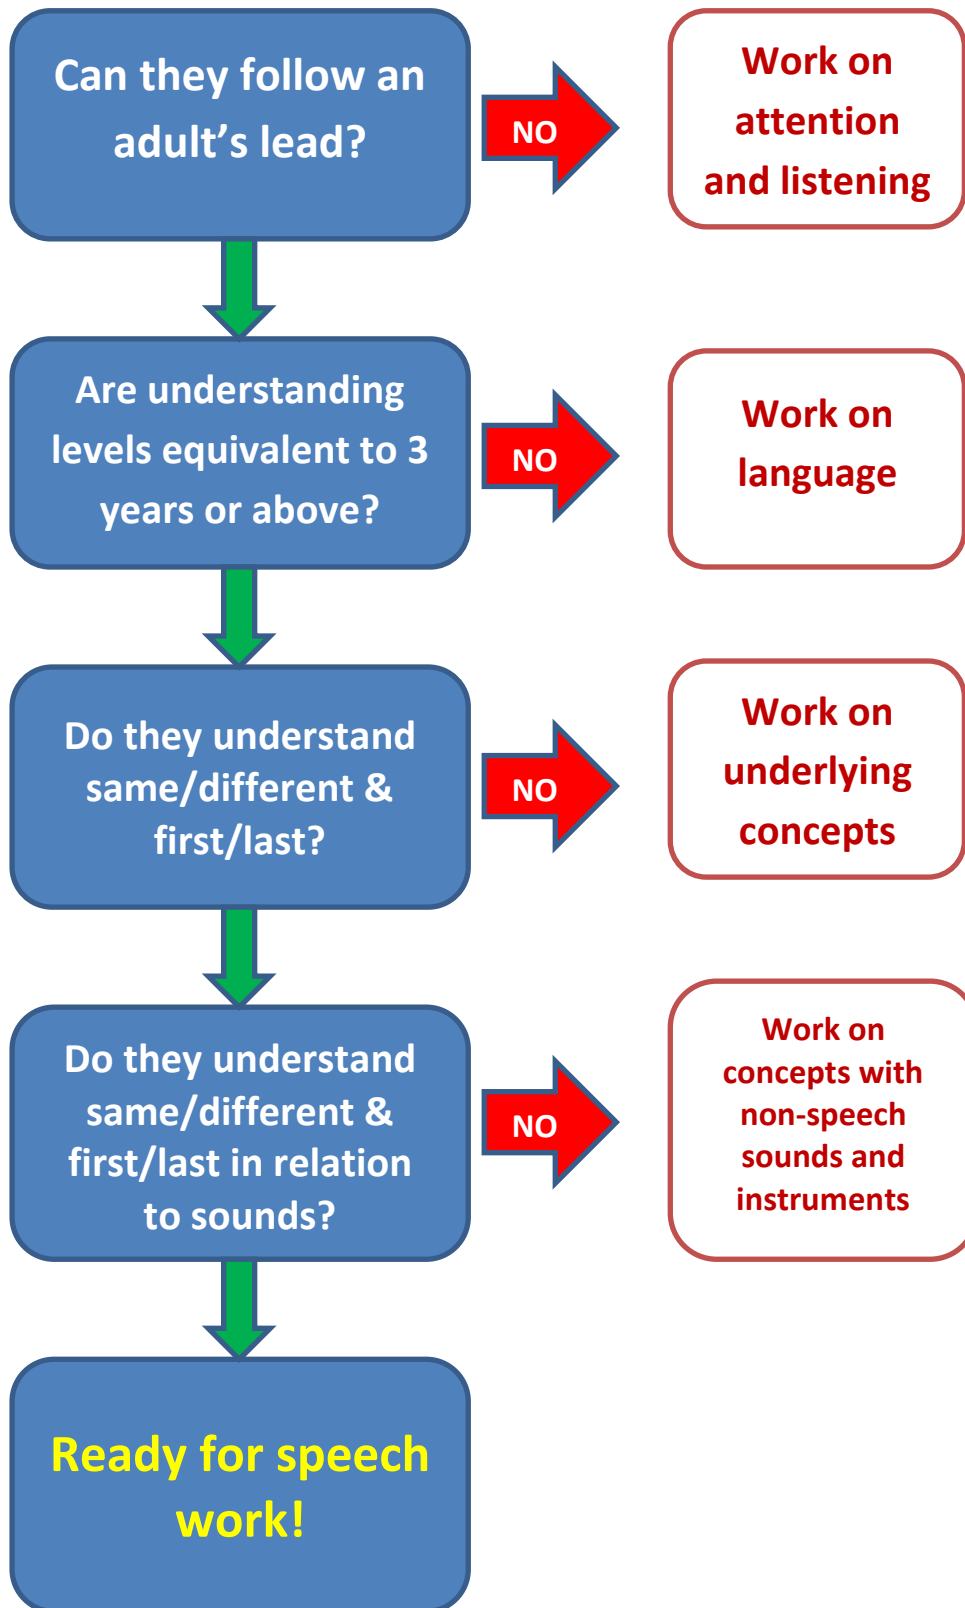 Can they follow an
adult’s lead?
NO
Work on
attention
and listening
Are understanding
levels equivalent to 3
years or above?
NO
Work on
language
Do they understand
same/different &
first/last?
NO
Work on
underlying
concepts
Do they understand
same/different &
first/last in relation
to sounds?
NO
Work on
concepts with
non-speech
sounds and
instruments
Ready for speech
work!